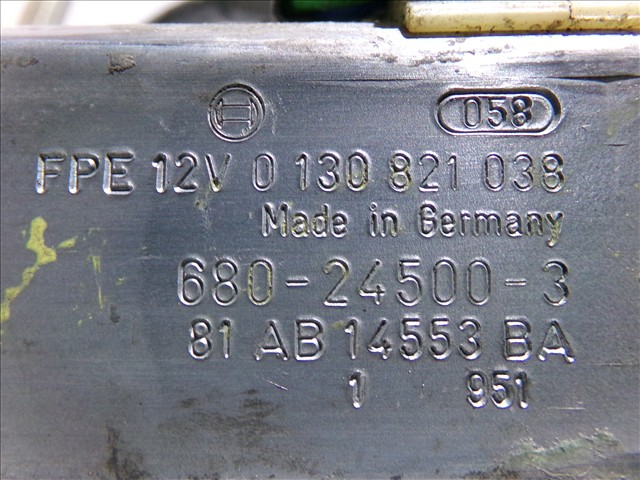 058
FPE 12V 0 130 821 038
Made in Germany
680-24500-3
81 AB 14553 BA
1 951